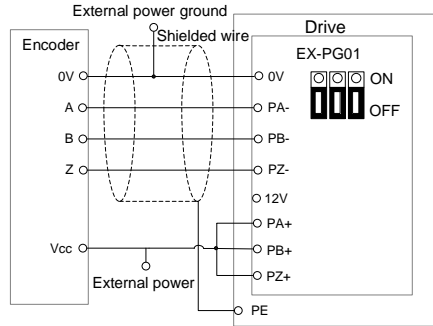 External power ground
Shielded wire
Drive
Encoder
EX-PG01
ON
OFF
0V
0V
A
PA-
B
PB-
Z
PZ-
12V
PA+
Vcc
PB+
PZ+
External power
PE